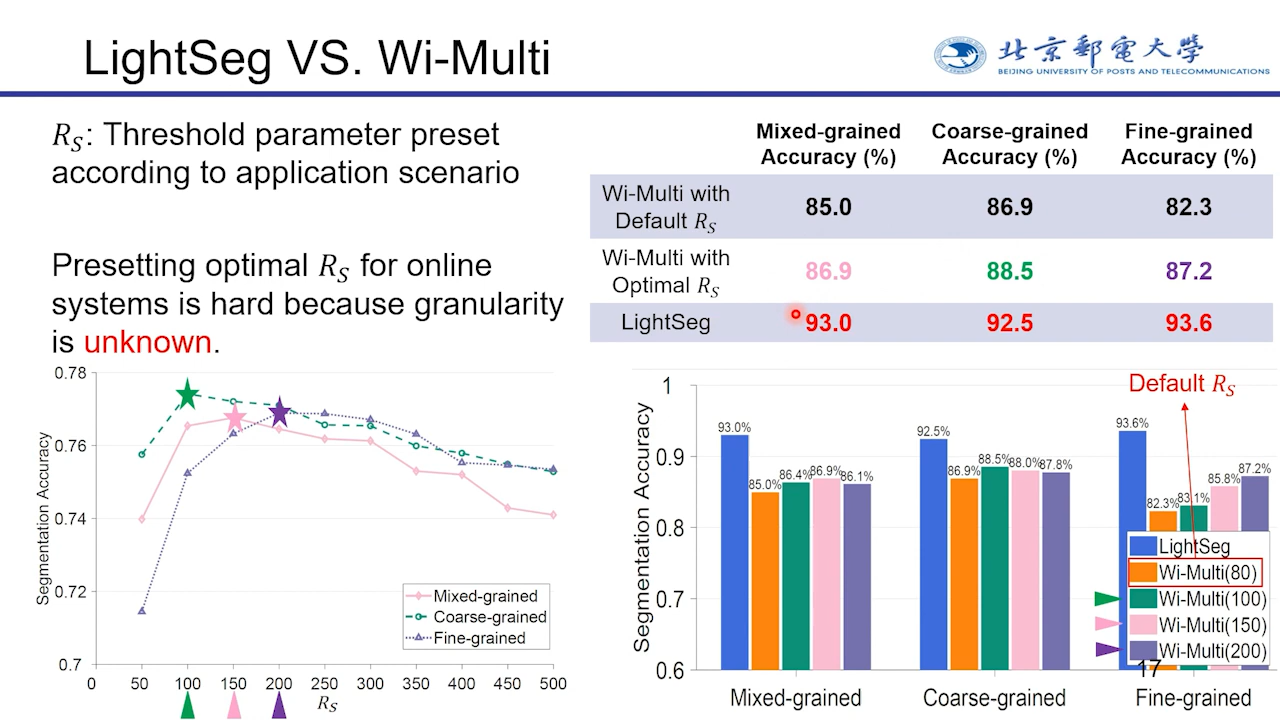 LightSeg VS. Wi-Multi
北京郵電大學
BEIJING UNIVERSITY OF POSTS AND TELECOMMUNICATIONS
R_S: Threshold parameter preset
according to application scenario
Presetting optimal R_S for online
systems is hard because granularity
is unknown.
Mixed-grained Coarse-grained Fine-grained
Accuracy (%) Accuracy (%) Accuracy (%)
Wi-Multi with
Default R_S
85.0 86.9 82.3
Wi-Multi with
Optimal R_S
86.9 88.5 87.2
LightSeg 93.0 92.5 93.6
Segmentation Accuracy
0.78
0.76
0.74
0.72
0.7
0 50 100 150 200 250 300 350 400 450 500
R_S
Mixed-grained
Coarse-grained
Fine-grained
Segmentation Accuracy
1
0.9
0.8
0.7
0.6
Default R_S
93.0% 85.0% 86.4% 86.9% 86.1%
92.5% 86.9% 88.5% 88.0% 87.8%
93.6% 82.3% 83.1% 85.8% 87.2%
LightSeg
Wi-Multi(80)
Wi-Multi(100)
Wi-Multi(150)
Wi-Multi(200)
17
Mixed-grained Coarse-grained Fine-grained